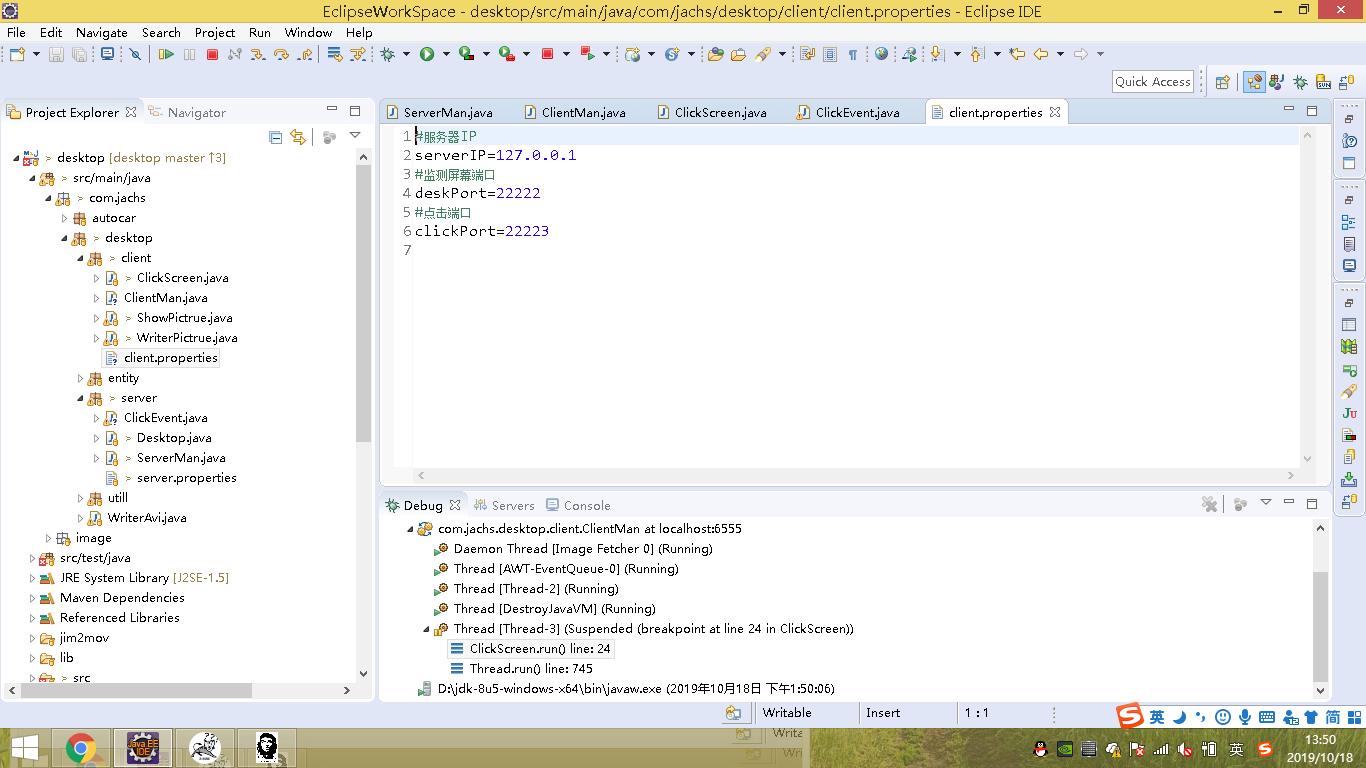 EclipseWorkSpace - desktop/src/main/java/com/jachs/desktop/client/client.properties - Eclipse IDE
File Edit Navigate Search Project Run Window Help
Quick Access
Project Explorer Navigator
ServerMan.java ClientMan.java ClickScreen.java ClickEvent.java client.properties
> desktop [desktop master ↑3]
> src/main/java
> com.jachs
autocar
> desktop
> client
> ClickScreen.java
ClientMan.java
> ShowPictrue.java
> WriterPictrue.java
client.properties
entity
> server
ClickEvent.java
> Desktop.java
> ServerMan.java
> server.properties
utill
WriterAvi.java
image
src/test/java
JRE System Library [J2SE-1.5]
Maven Dependencies
Referenced Libraries
jim2mov
lib
> src
1 #服务器IP
2 serverIP=127.0.0.1
3 #监测屏幕端口
4 deskPort=22222
5 #点击端口
6 clickPort=22223
7
Debug Servers Console
com.jachs.desktop.client.ClientMan at localhost:6555
Daemon Thread [Image Fetcher 0] (Running)
Thread [AWT-EventQueue-0] (Running)
Thread [Thread-2] (Running)
Thread [DestroyJavaVM] (Running)
Thread [Thread-3] (Suspended (breakpoint at line 24 in ClickScreen))
ClickScreen.run() line: 24
Thread.run() line: 745
D:\jdk-8u5-windows-x64\bin\javaw.exe (2019年10月18日 下午1:50:06)
Writable Insert 1 : 1
英 简
Java EE
IDE
英
13:50
2019/10/18